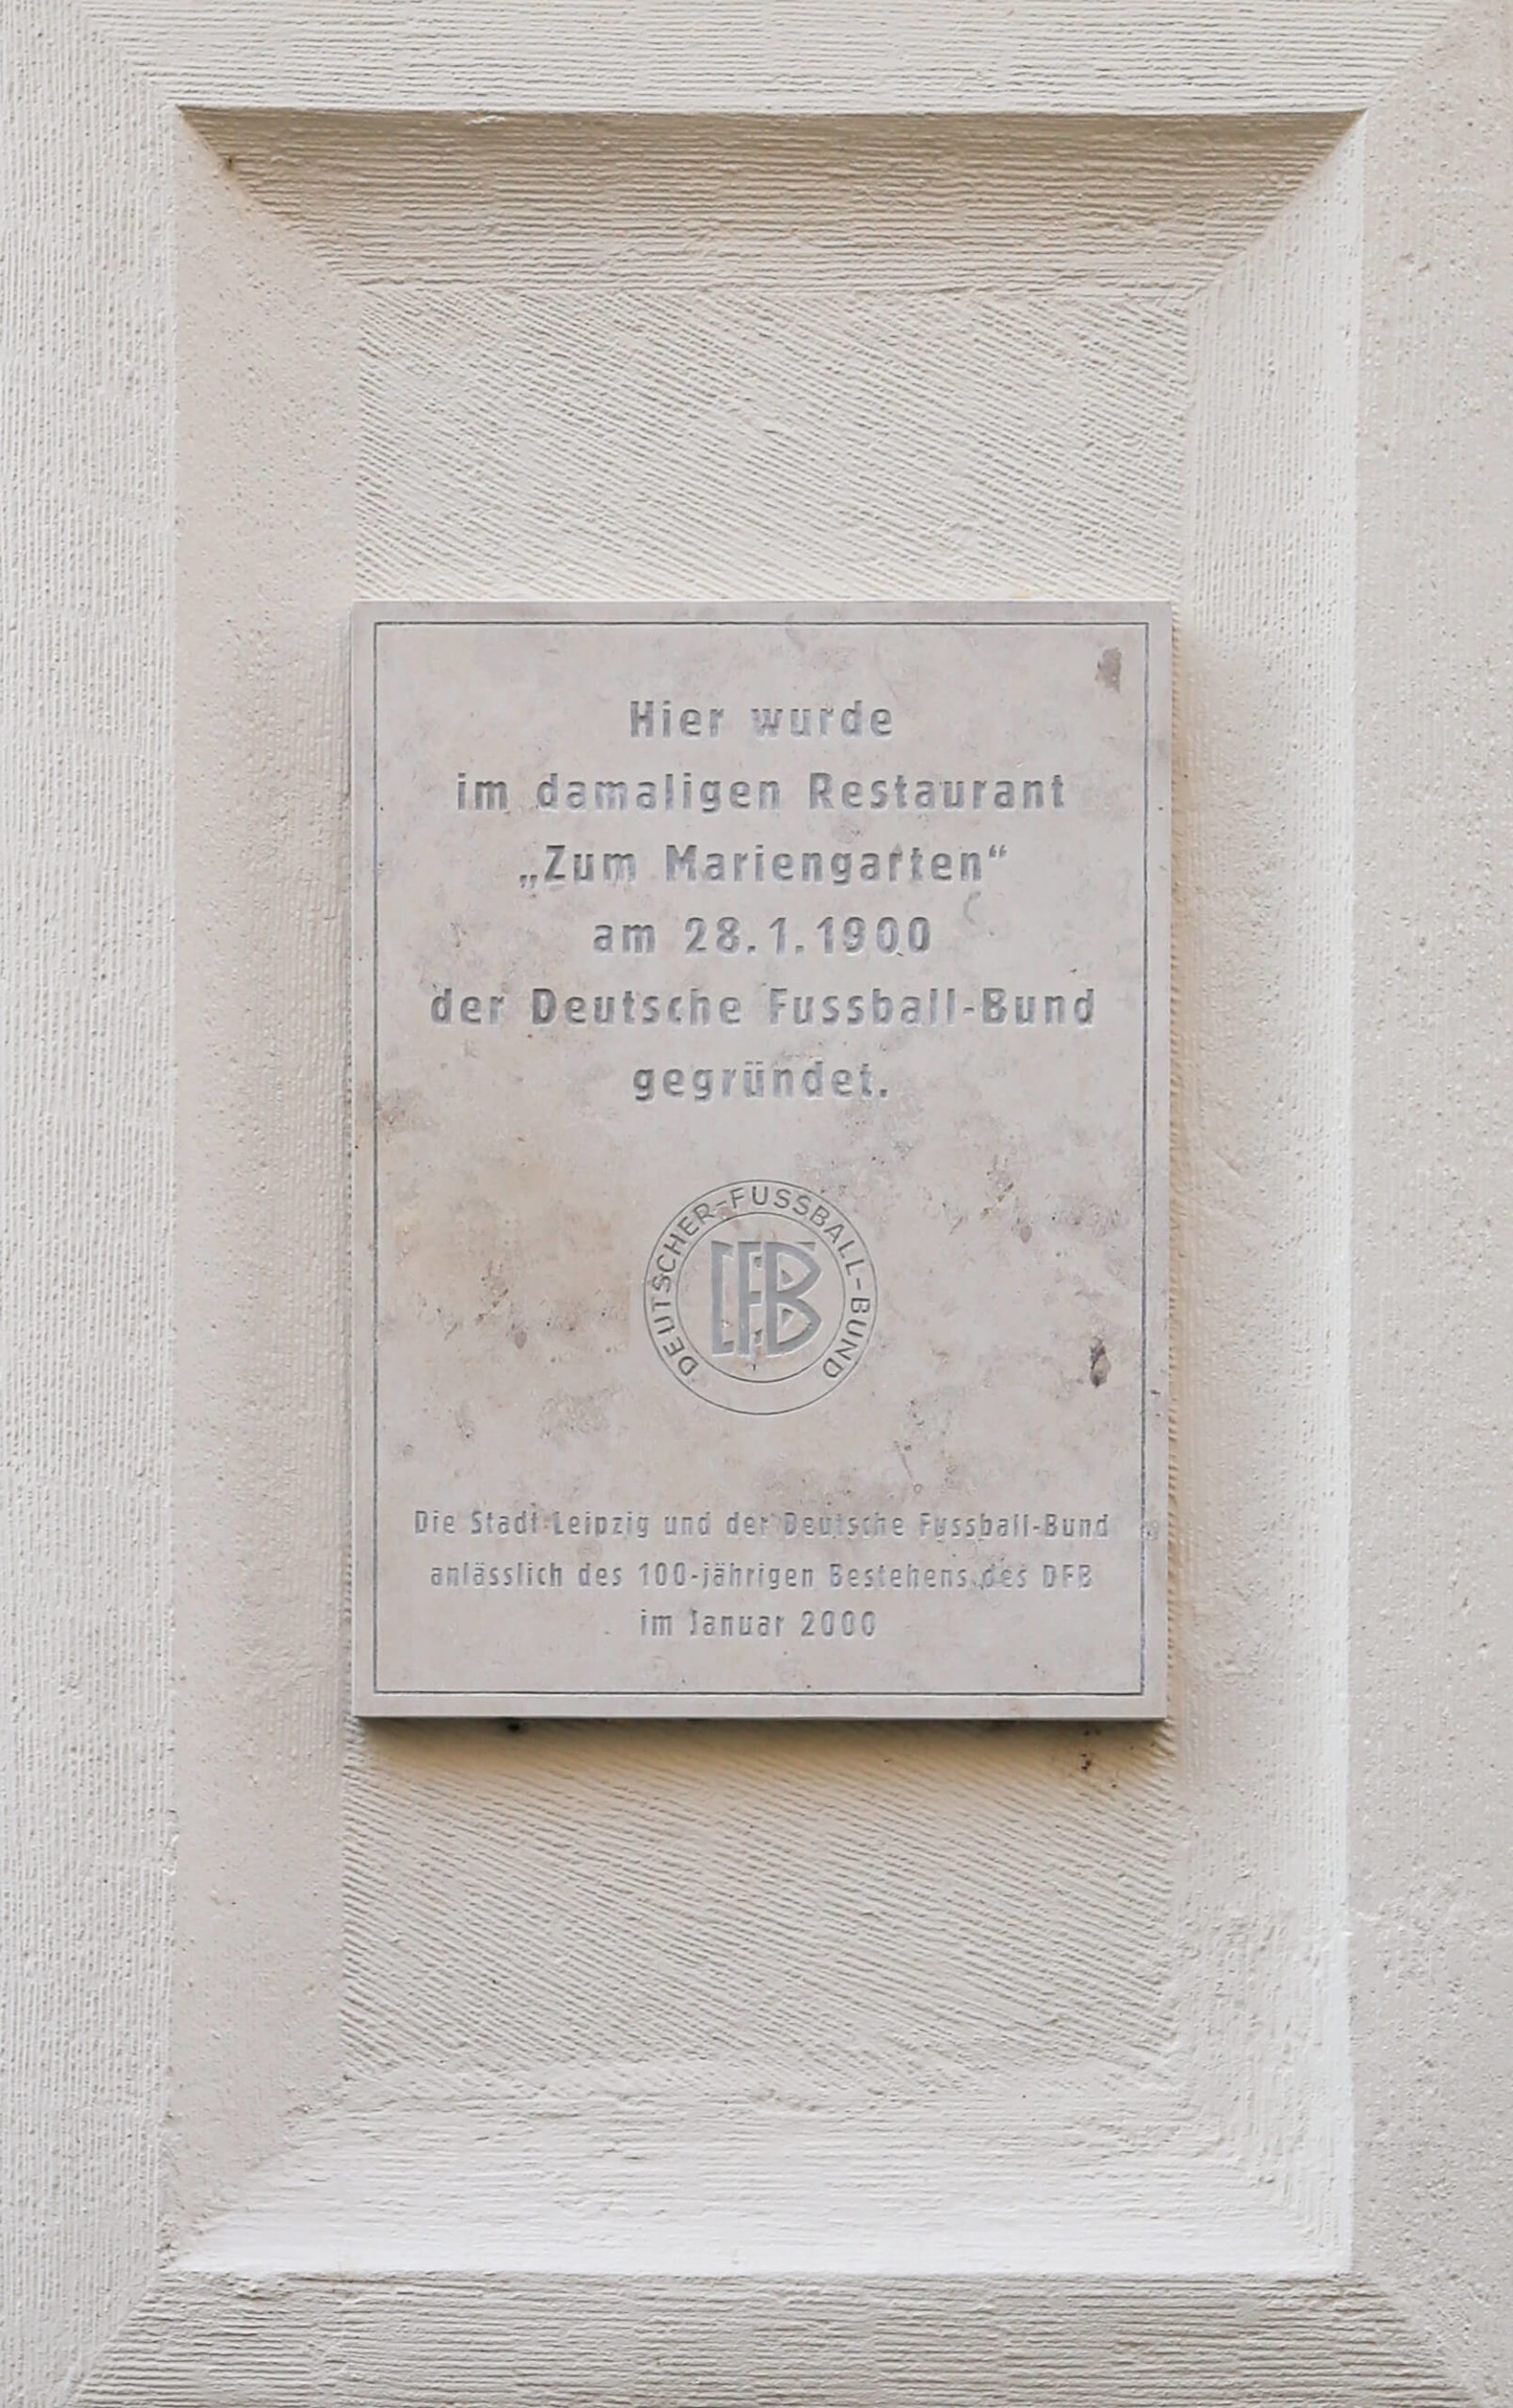 Hier wurde
im damaligen Restaurant
„Zum Mariengarten“
am 28.1.1900
der Deutsche Fussball-Bund
gegründet.
DEUTSCHER-FUSSBALL-BUND
DFB
Die Stadt Leipzig und der Deutsche Fussball-Bund
anlässlich des 100-jährigen Bestehens des DFB
im Januar 2000